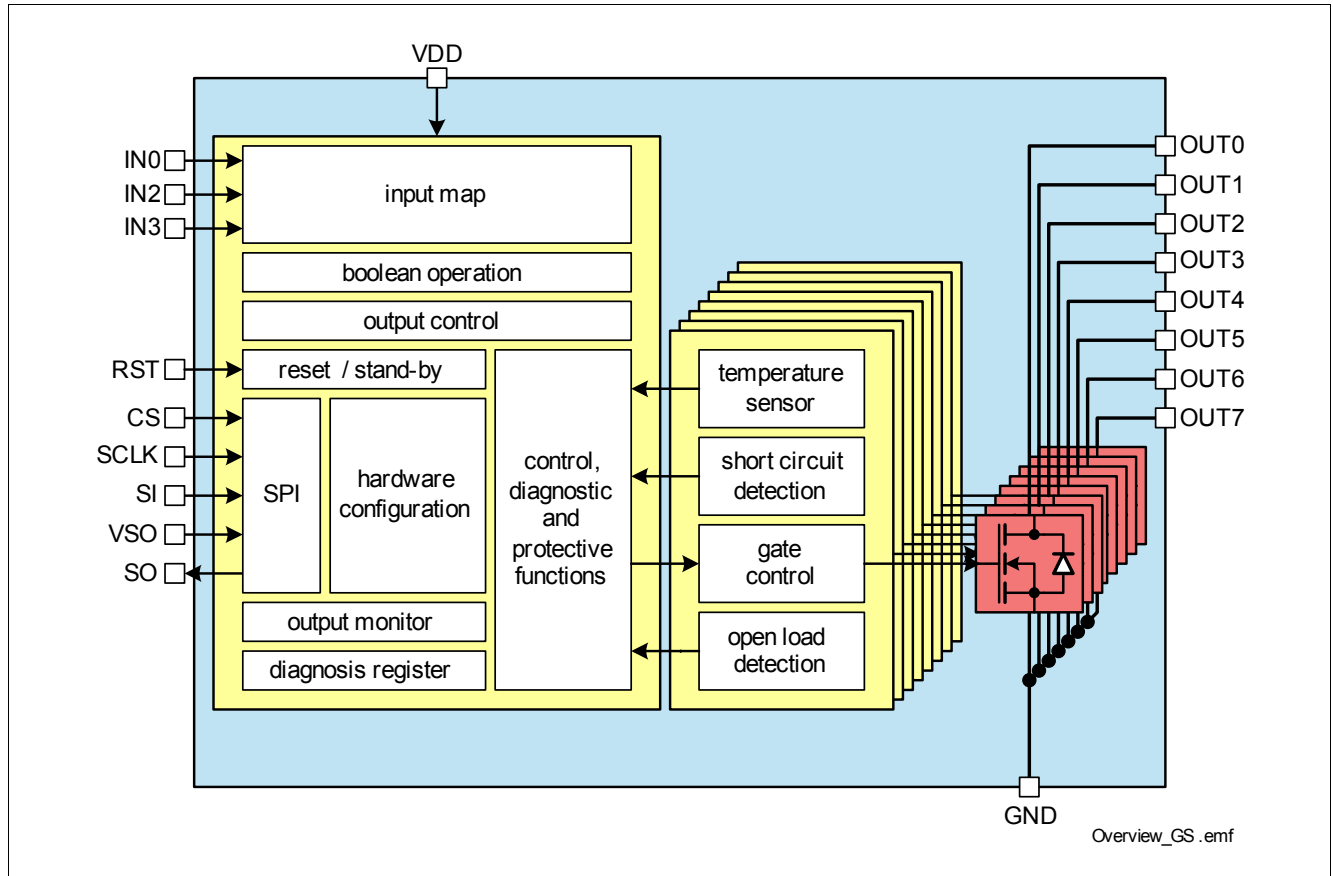 VDD
IN0
IN2
IN3
input map
boolean operation
output control
RST
reset / stand-by
CS
SCLK
SI
VSO
SO
SPI
hardware
configuration
control,
diagnostic
and
protective
functions
output monitor
diagnosis register
temperature
sensor
short circuit
detection
gate
control
open load
detection
OUT0
OUT1
OUT2
OUT3
OUT4
OUT5
OUT6
OUT7
GND
Overview_GS .emf